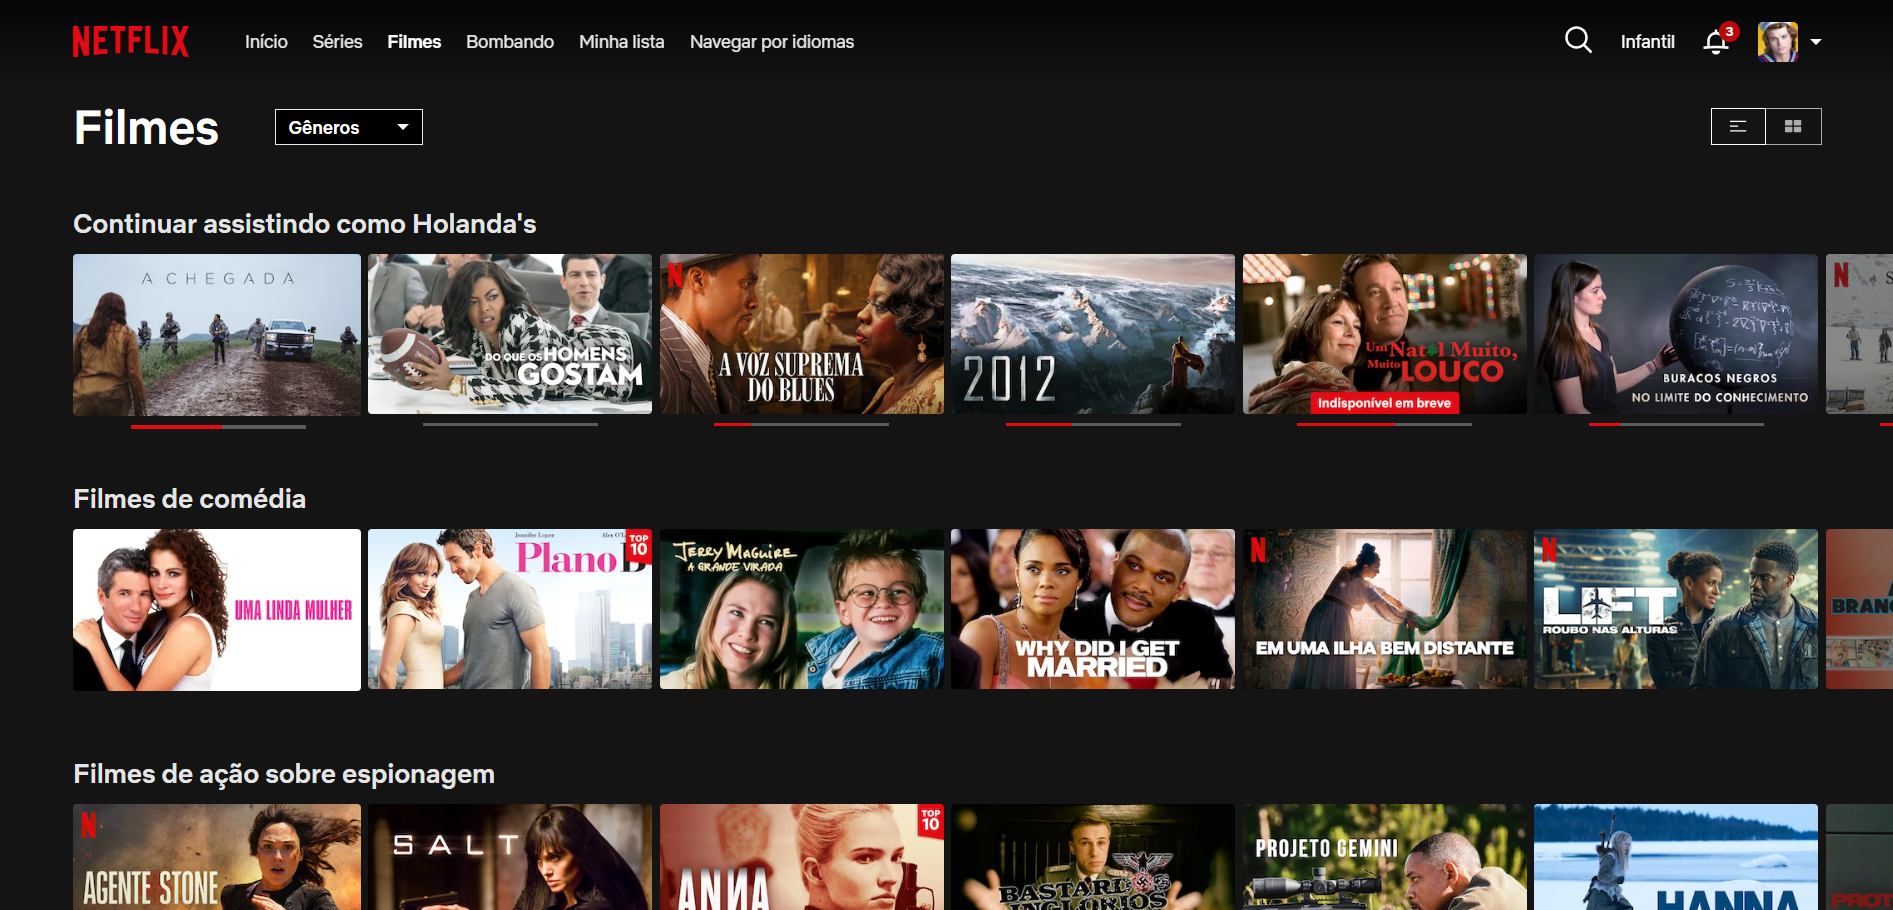 NETFLIX
Início Séries Filmes Bombando Minha lista Navegar por idiomas
Infantil 3
Filmes
Gêneros
Continuar assistindo como Holanda's
A CHEGADA
DO QUE OS HOMENS
GOSTAM
N
A VOZ SUPREMA
DO BLUES
2012
Um Natal Muito,
Muito LOUCO
Indisponível em breve
BURACOS NEGROS
NO LIMITE DO CONHECIMENTO
N S
Filmes de comédia
UMA LINDA MULHER
Jennifer Lopez
Plano B
TOP
10
JERRY MAGUIRE
A GRANDE VIRADA
WHY DID I GET
MARRIED
N
EM UMA ILHA BEM DISTANTE
N
LIFT
ROUBO NAS ALTURAS
BRAN
Filmes de ação sobre espionagem
N
AGENTE STONE
SALT
TOP
10
ANNA
BASTARDOS
INGLÓRIOS
PROJETO GEMINI
HANNA
PROT